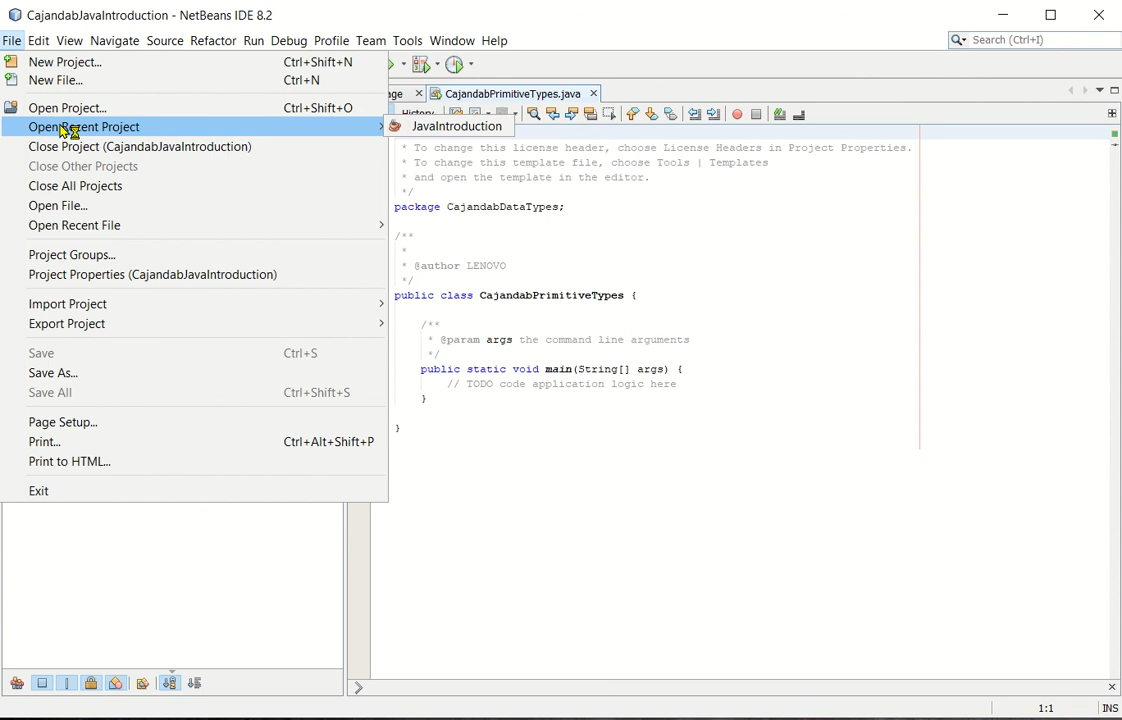 CajandabJavaIntroduction - NetBeans IDE 8.2
File Edit View Navigate Source Refactor Run Debug Profile Team Tools Window Help
Search (Ctrl+I)
New Project... Ctrl+Shift+N
New File... Ctrl+N
Open Project... Ctrl+Shift+O
Open Recent Project
JavaIntroduction
Close Project (CajandabJavaIntroduction)
Close Other Projects
Close All Projects
Open File...
Open Recent File
Project Groups...
Project Properties (CajandabJavaIntroduction)
Import Project
Export Project
Save Ctrl+S
Save As...
Save All Ctrl+Shift+S
Page Setup...
Print... Ctrl+Alt+Shift+P
Print to HTML...
Exit
CajandabPrimitiveTypes.java
History
* To change this license header, choose License Headers in Project Properties.
* To change this template file, choose Tools | Templates
* and open the template in the editor.
*/
package CajandabDataTypes;
/**
*
* @author LENOVO
*/
public class CajandabPrimitiveTypes {
/**
* @param args the command line arguments
*/
public static void main(String[] args) {
// TODO code application logic here
}
}
1:1 INS